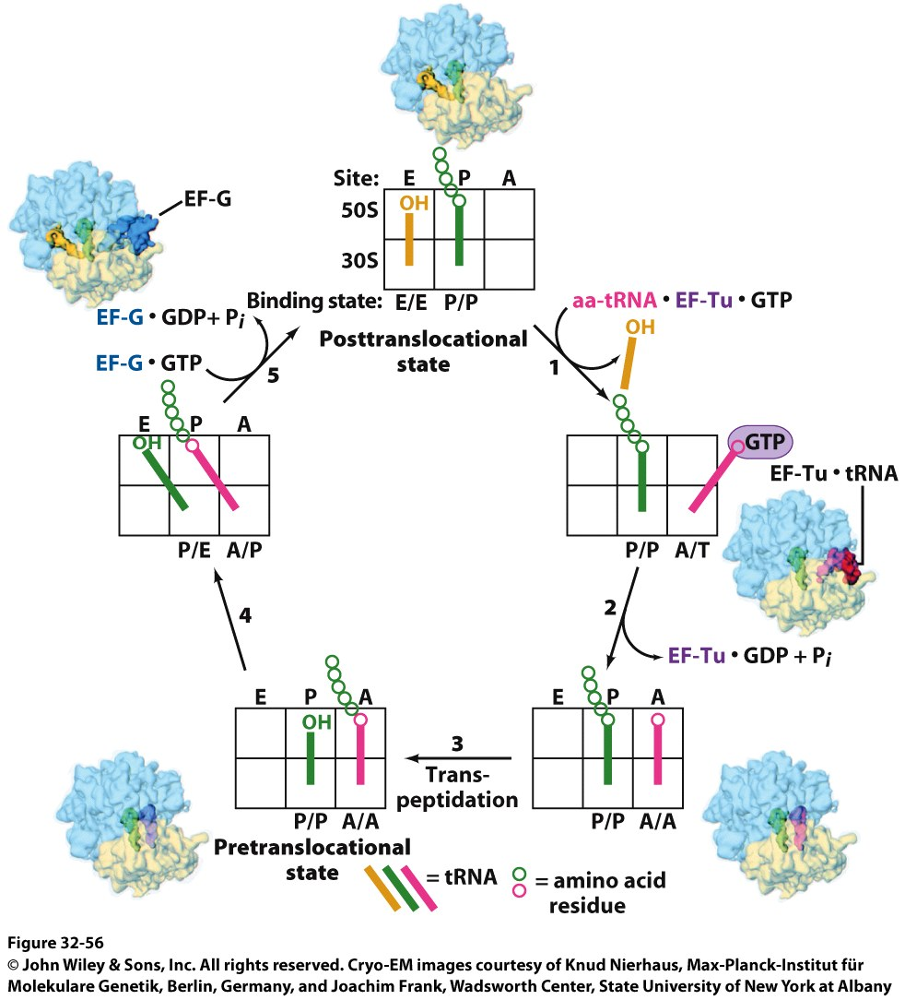 EF-G
Site: E P A
50S
OH
30S
Binding state: E/E P/P
Posttranslocational
state
aa-tRNA • EF-Tu • GTP
OH
1
EF-G • GDP+ Pi
EF-G • GTP
5
E P A
OH
P/E A/P
GTP
EF-Tu • tRNA
P/P A/T
2
EF-Tu • GDP + Pi
4
E P A
OH
P/P A/A
Pretranslocational
state
3
Trans-
peptidation
E P A
P/P A/A
= tRNA
= amino acid
residue
Figure 32-56
© John Wiley & Sons, Inc. All rights reserved. Cryo-EM images courtesy of Knud Nierhaus, Max-Planck-Institut für
Molekulare Genetik, Berlin, Germany, and Joachim Frank, Wadsworth Center, State University of New York at Albany